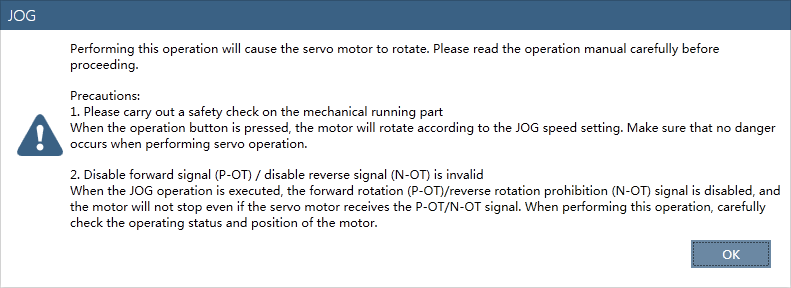 JOG
Performing this operation will cause the servo motor to rotate. Please read the operation manual carefully before
proceeding.
Precautions:
1. Please carry out a safety check on the mechanical running part
When the operation button is pressed, the motor will rotate according to the JOG speed setting. Make sure that no danger
occurs when performing servo operation.
2. Disable forward signal (P-OT) / disable reverse signal (N-OT) is invalid
When the JOG operation is executed, the forward rotation (P-OT)/reverse rotation prohibition (N-OT) signal is disabled, and
the motor will not stop even if the servo motor receives the P-OT/N-OT signal. When performing this operation, carefully
check the operating status and position of the motor.
OK